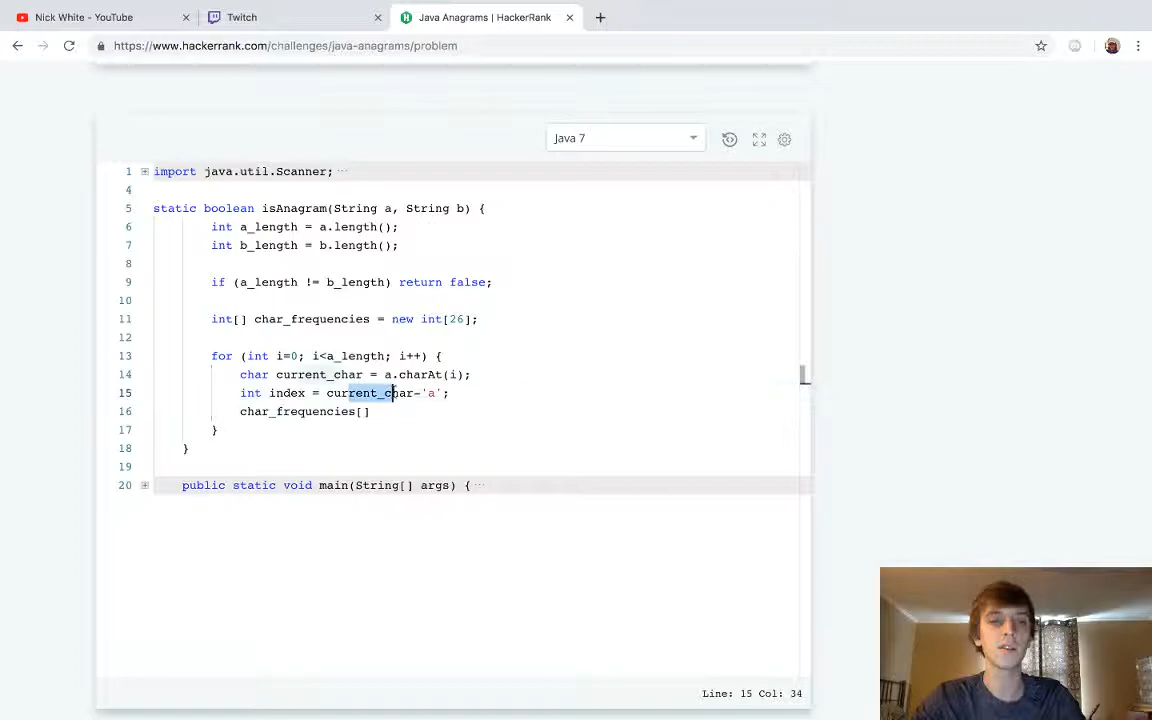 Nick White - YouTube
Twitch
Java Anagrams | HackerRank
https://www.hackerrank.com/challenges/java-anagrams/problem
Java 7
1 import java.util.Scanner;
4
5 static boolean isAnagram(String a, String b) {
6 int a_length = a.length();
7 int b_length = b.length();
8
9 if (a_length != b_length) return false;
10
11 int[] char_frequencies = new int[26];
12
13 for (int i=0; i<a_length; i++) {
14 char current_char = a.charAt(i);
15 int index = current_char-'a';
16 char_frequencies[]
17 }
18 }
19
20 public static void main(String[] args) {
Line: 15 Col: 34